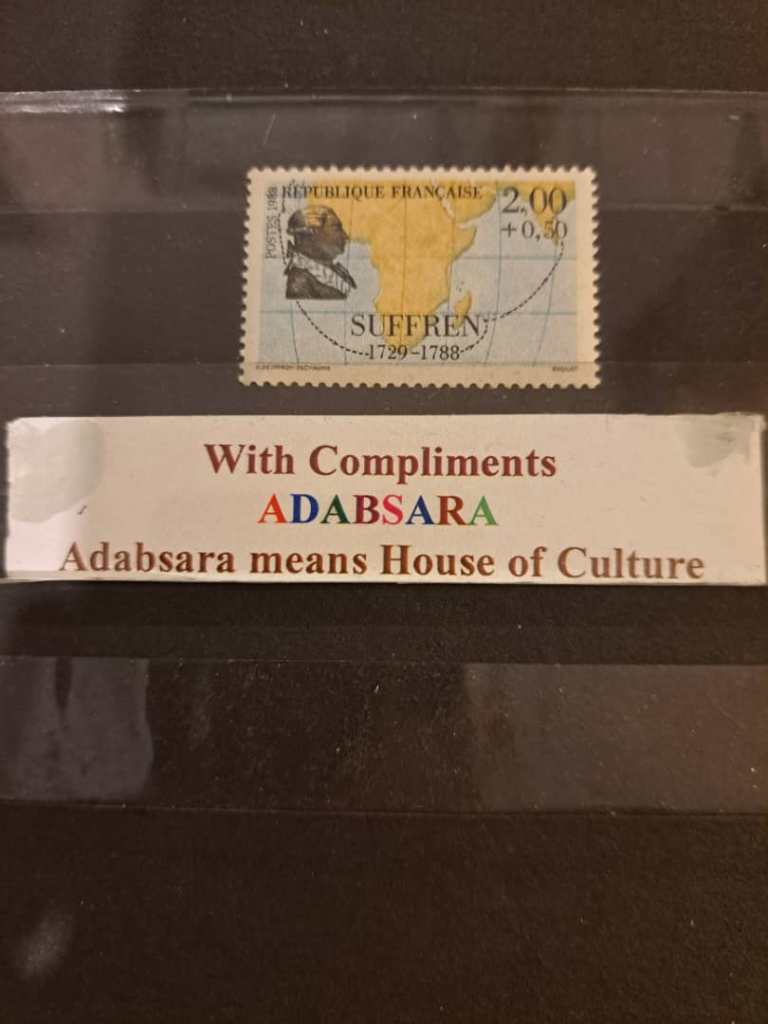 RÉPUBLIQUE FRANÇAISE
2,00
+0,50
POSTES 1988
SUFFREN
1729-1788
With Compliments
ADABSARA
Adabsara means House of Culture